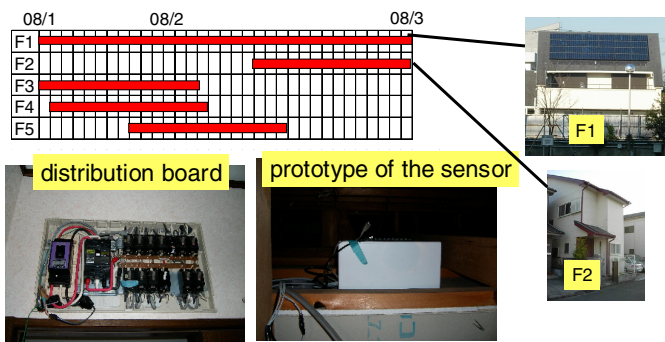 08/1 08/2 08/3
F1
F2
F3
F4
F5
F1
distribution board
prototype of the sensor
F2